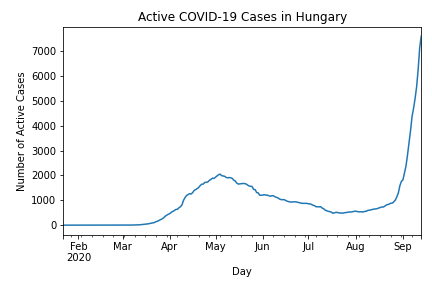 Active COVID-19 Cases in Hungary
Number of Active Cases
7000
6000
5000
4000
3000
2000
1000
0
Feb Mar Apr May Jun Jul Aug Sep
2020
Day